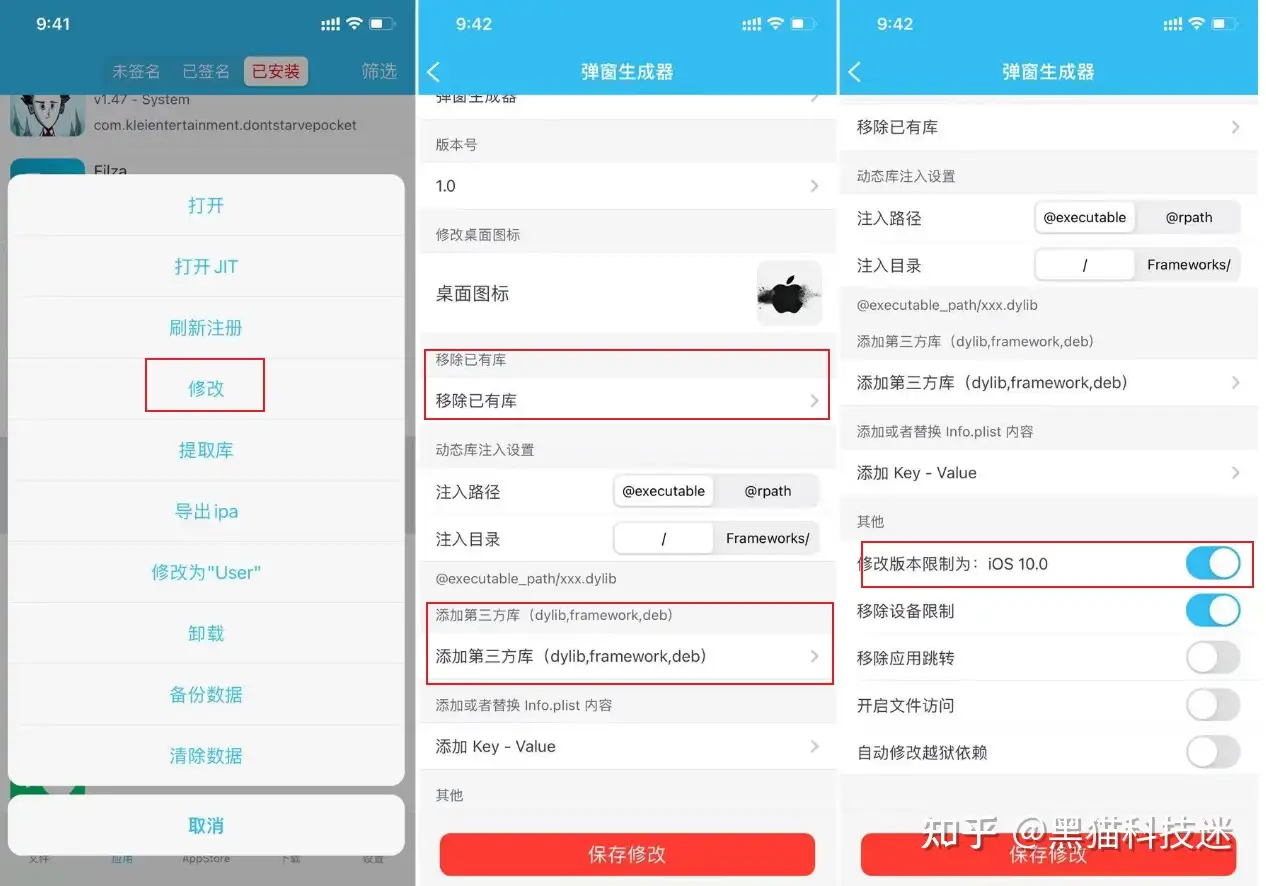 9:41
未签名 已签名 已安装 筛选
v1.47 - System
com.kleientertainment.dontstarvepocket
Filza
打开
打开 JIT
刷新注册
修改
提取库
导出 ipa
修改为"User"
卸载
备份数据
清除数据
取消
文件 应用 AppStore 下载 设置
9:42
弹窗生成器
弹窗生成器
版本号
1.0
修改桌面图标
桌面图标
移除已有库
移除已有库
动态库注入设置
注入路径 @executable @rpath
注入目录 / Frameworks/
@executable_path/xxx.dylib
添加第三方库（dylib,framework,deb）
添加第三方库（dylib,framework,deb）
添加或者替换 Info.plist 内容
添加 Key - Value
其他
保存修改
9:42
弹窗生成器
移除已有库
动态库注入设置
注入路径 @executable @rpath
注入目录 / Frameworks/
@executable_path/xxx.dylib
添加第三方库（dylib,framework,deb）
添加第三方库（dylib,framework,deb）
添加或者替换 Info.plist 内容
添加 Key - Value
其他
修改版本限制为：iOS 10.0
移除设备限制
移除应用跳转
开启文件访问
自动修改越狱依赖
保存修改
知乎 @黑猫科技迷